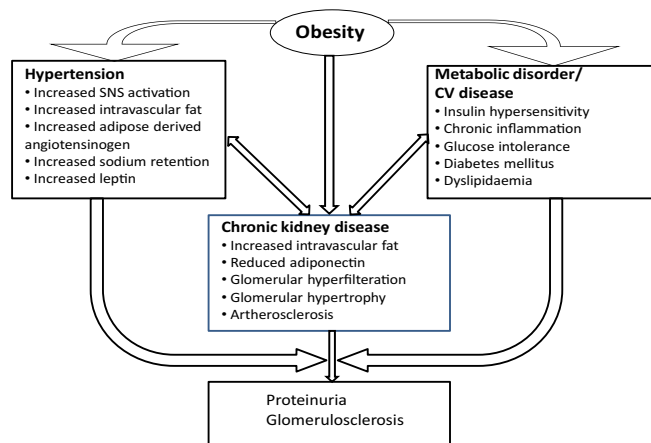 Obesity
Hypertension
• Increased SNS activation
• Increased intravascular fat
• Increased adipose derived
angiotensinogen
• Increased sodium retention
• Increased leptin
Metabolic disorder/
CV disease
• Insulin hypersensitivity
• Chronic inflammation
• Glucose intolerance
• Diabetes mellitus
• Dyslipidaemia
Chronic kidney disease
• Increased intravascular fat
• Reduced adiponectin
• Glomerular hyperfilteration
• Glomerular hypertrophy
• Artherosclerosis
Proteinuria
Glomerulosclerosis